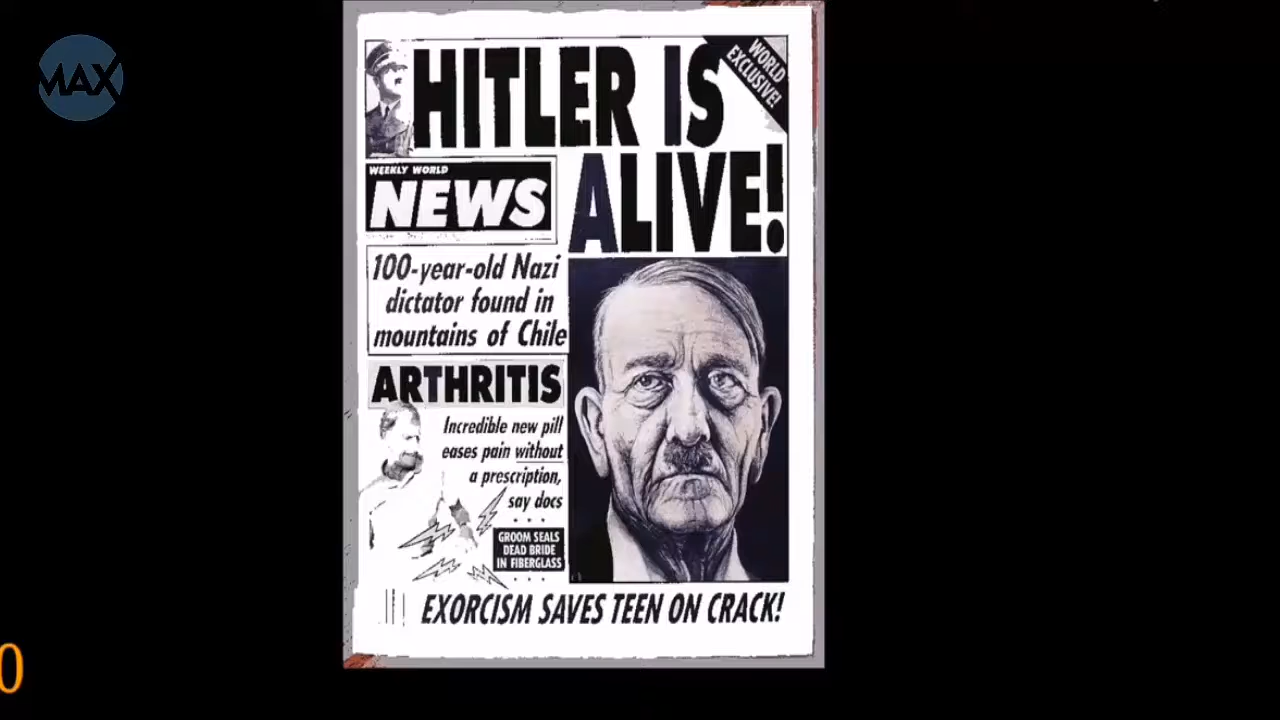 MAX
HITLER IS
ALIVE!
WORLD
EXCLUSIVE!
WEEKLY WORLD
NEWS
100-year-old Nazi
dictator found in
mountains of Chile
ARTHRITIS
Incredible new pill
eases pain without
a prescription,
say docs
GROOM SEALS
DEAD BRIDE
IN FIBERGLASS
EXORCISM SAVES TEEN ON CRACK!
0